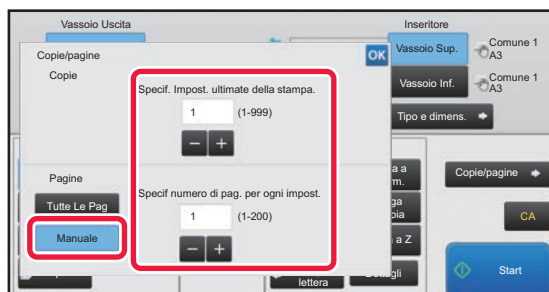 Vassoio Uscita
Inseritore
Vassoio Sup.
Comune 1
A3
Vassoio Inf.
Comune 1
A3
Tipo e dimens.
Copie/pagine
OK
Copie
Specif. Impost. ultimate della stampa.
1
(1-999)
Pagine
Specif numero di pag. per ogni impost.
Tutte Le Pag
1
(1-200)
Manuale
Copie/pagine
CA
a Z
lettera
Start